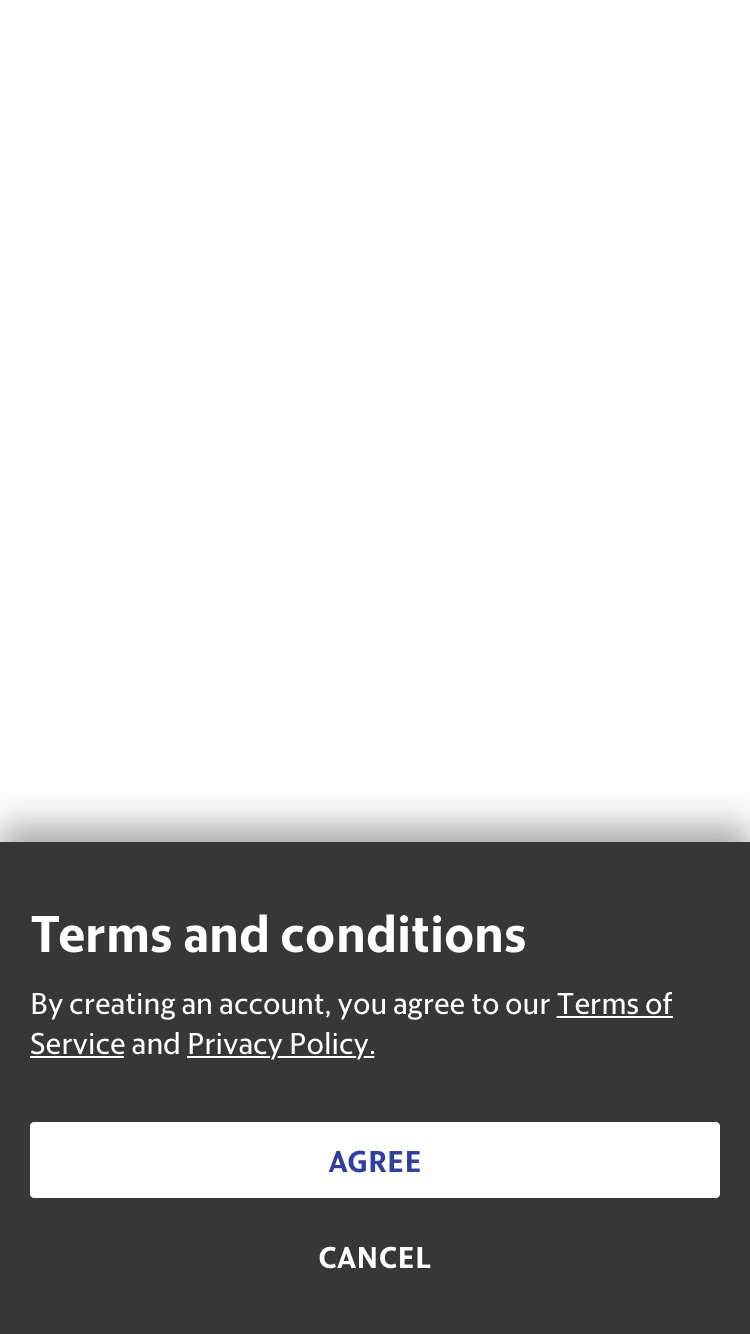 Terms and conditions
By creating an account, you agree to our Terms of
Service and Privacy Policy.
AGREE
CANCEL